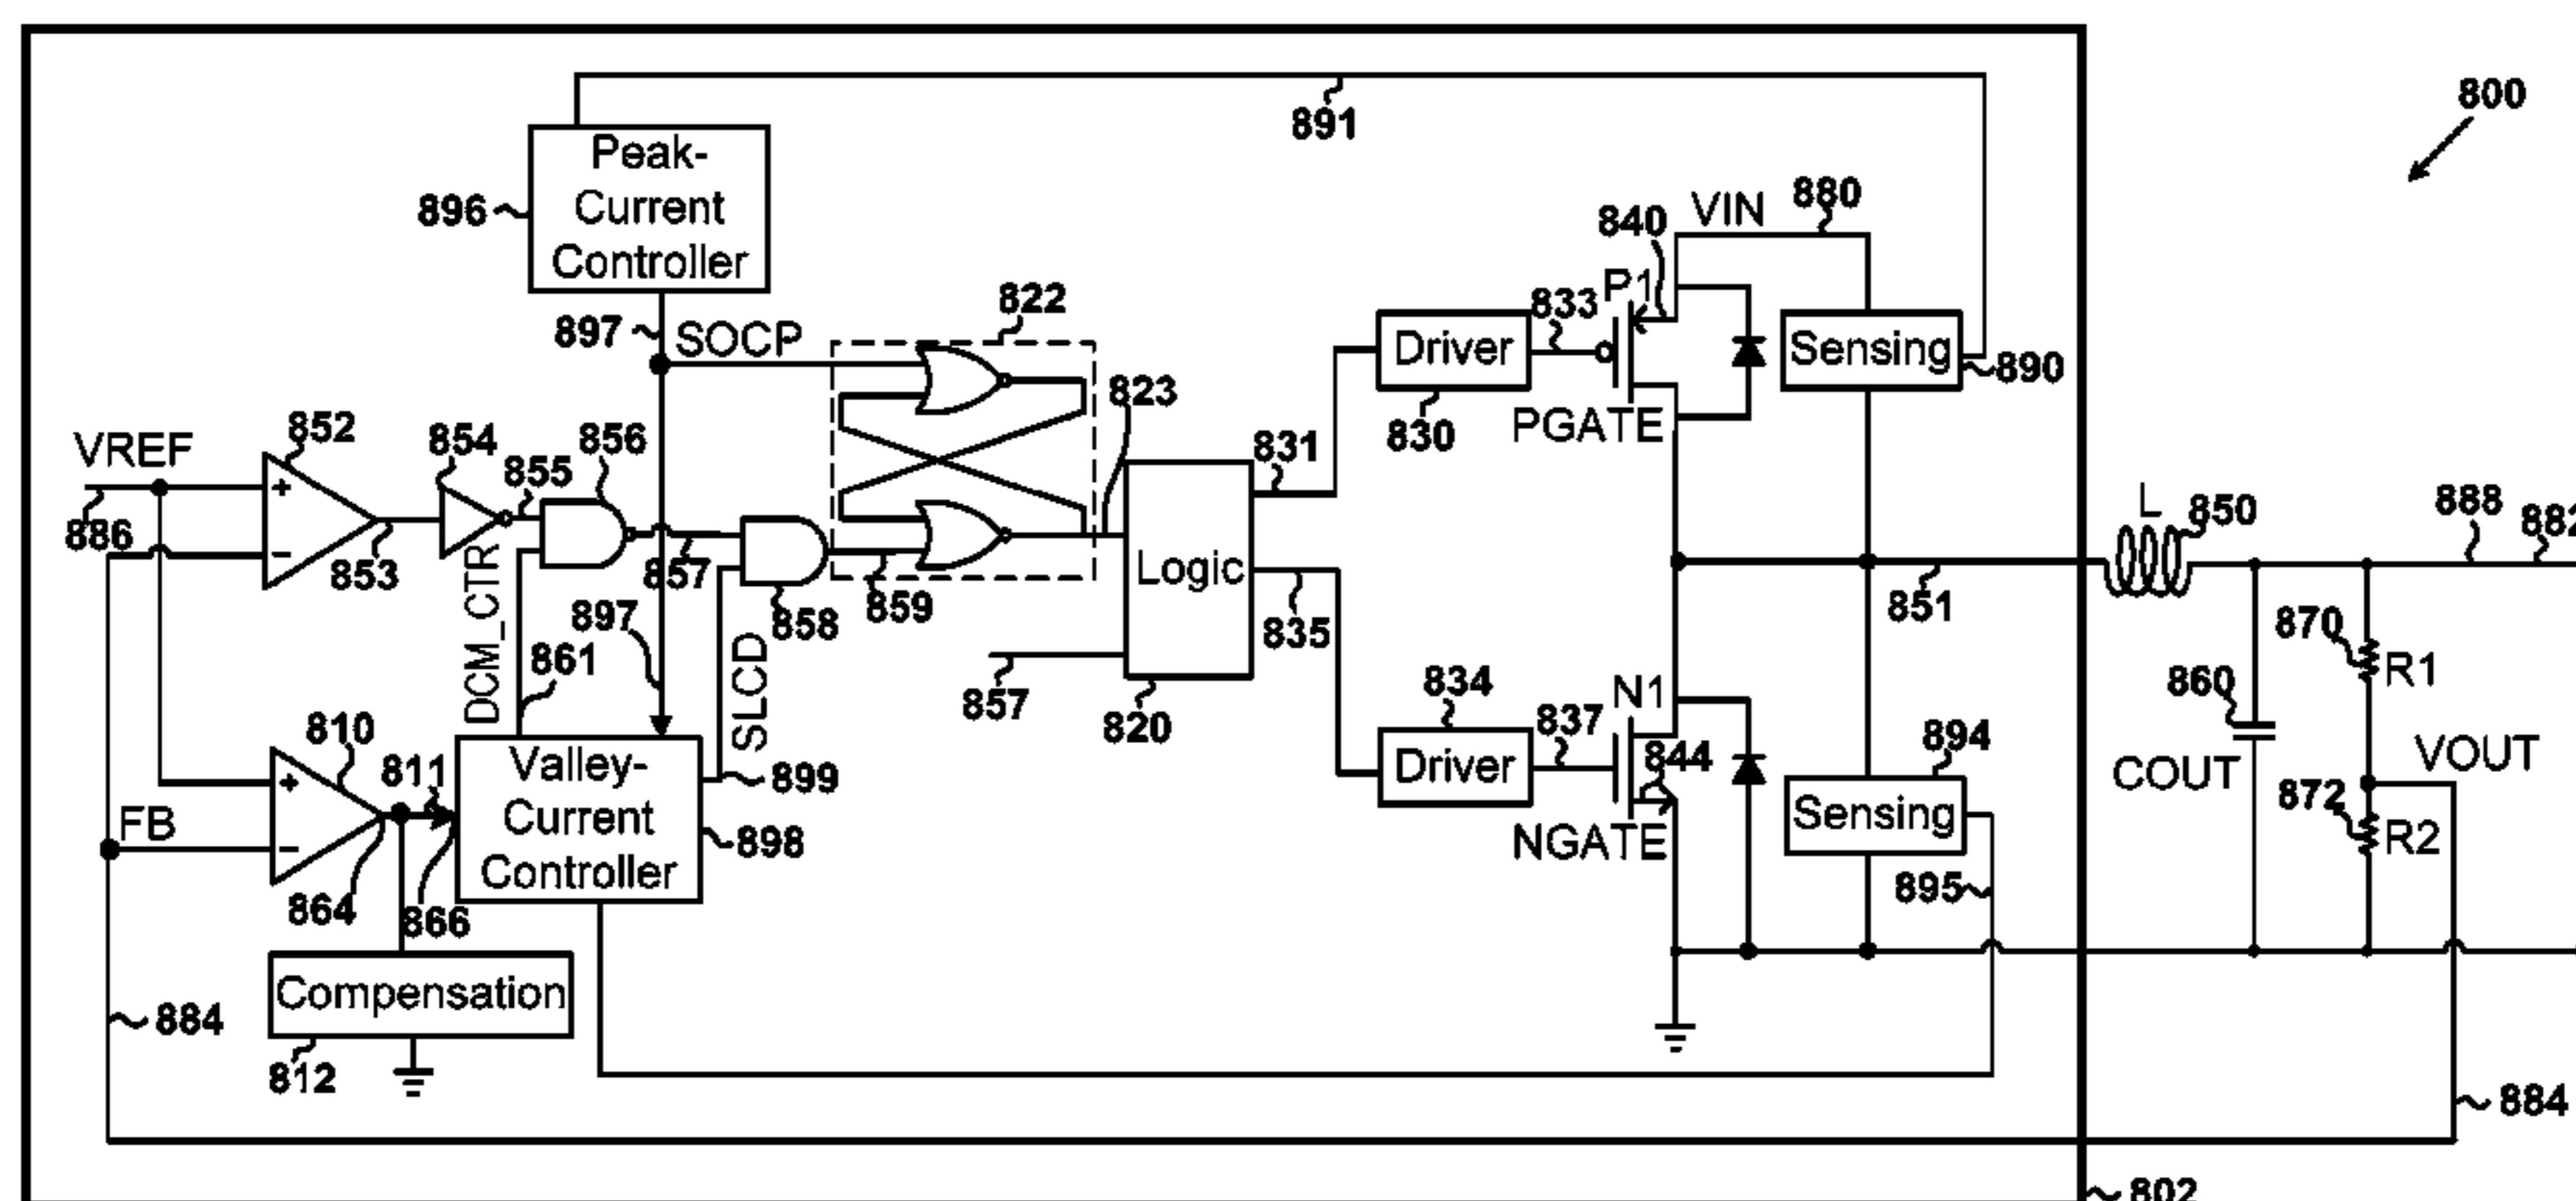 800
891
Peak-
Current
Controller
896
897
SOCP
822
VIN
880
840
P1
833
Driver
830
PGATE
Sensing
890
VREF
886
852
853
854
855
856
857
DCM_CTR
861
897
SLCD
858
859
823
Logic
820
857
831
835
834
Driver
837
N1
844
NGATE
894
Sensing
895
851
L
850
888
882
870
R1
860
COUT
872
R2
VOUT
884
810
811
FB
864
866
Valley-
Current
Controller
899
898
Compensation
812
884
802
+
−
+
−